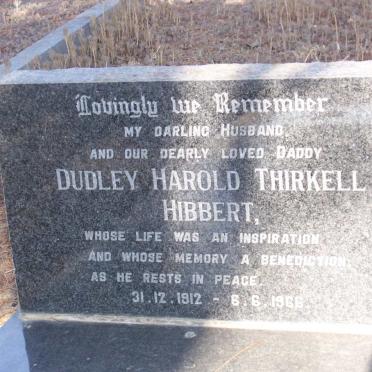 Lovingly we Remember
MY DARLING HUSBAND,
AND OUR DEARLY LOVED DADDY
DUDLEY HAROLD THIRKELL
HIBBERT,
WHOSE LIFE WAS AN INSPIRATION
AND WHOSE MEMORY A BENEDICTION,
AS HE RESTS IN PEACE.
31.12.1912 - 6.6.1966